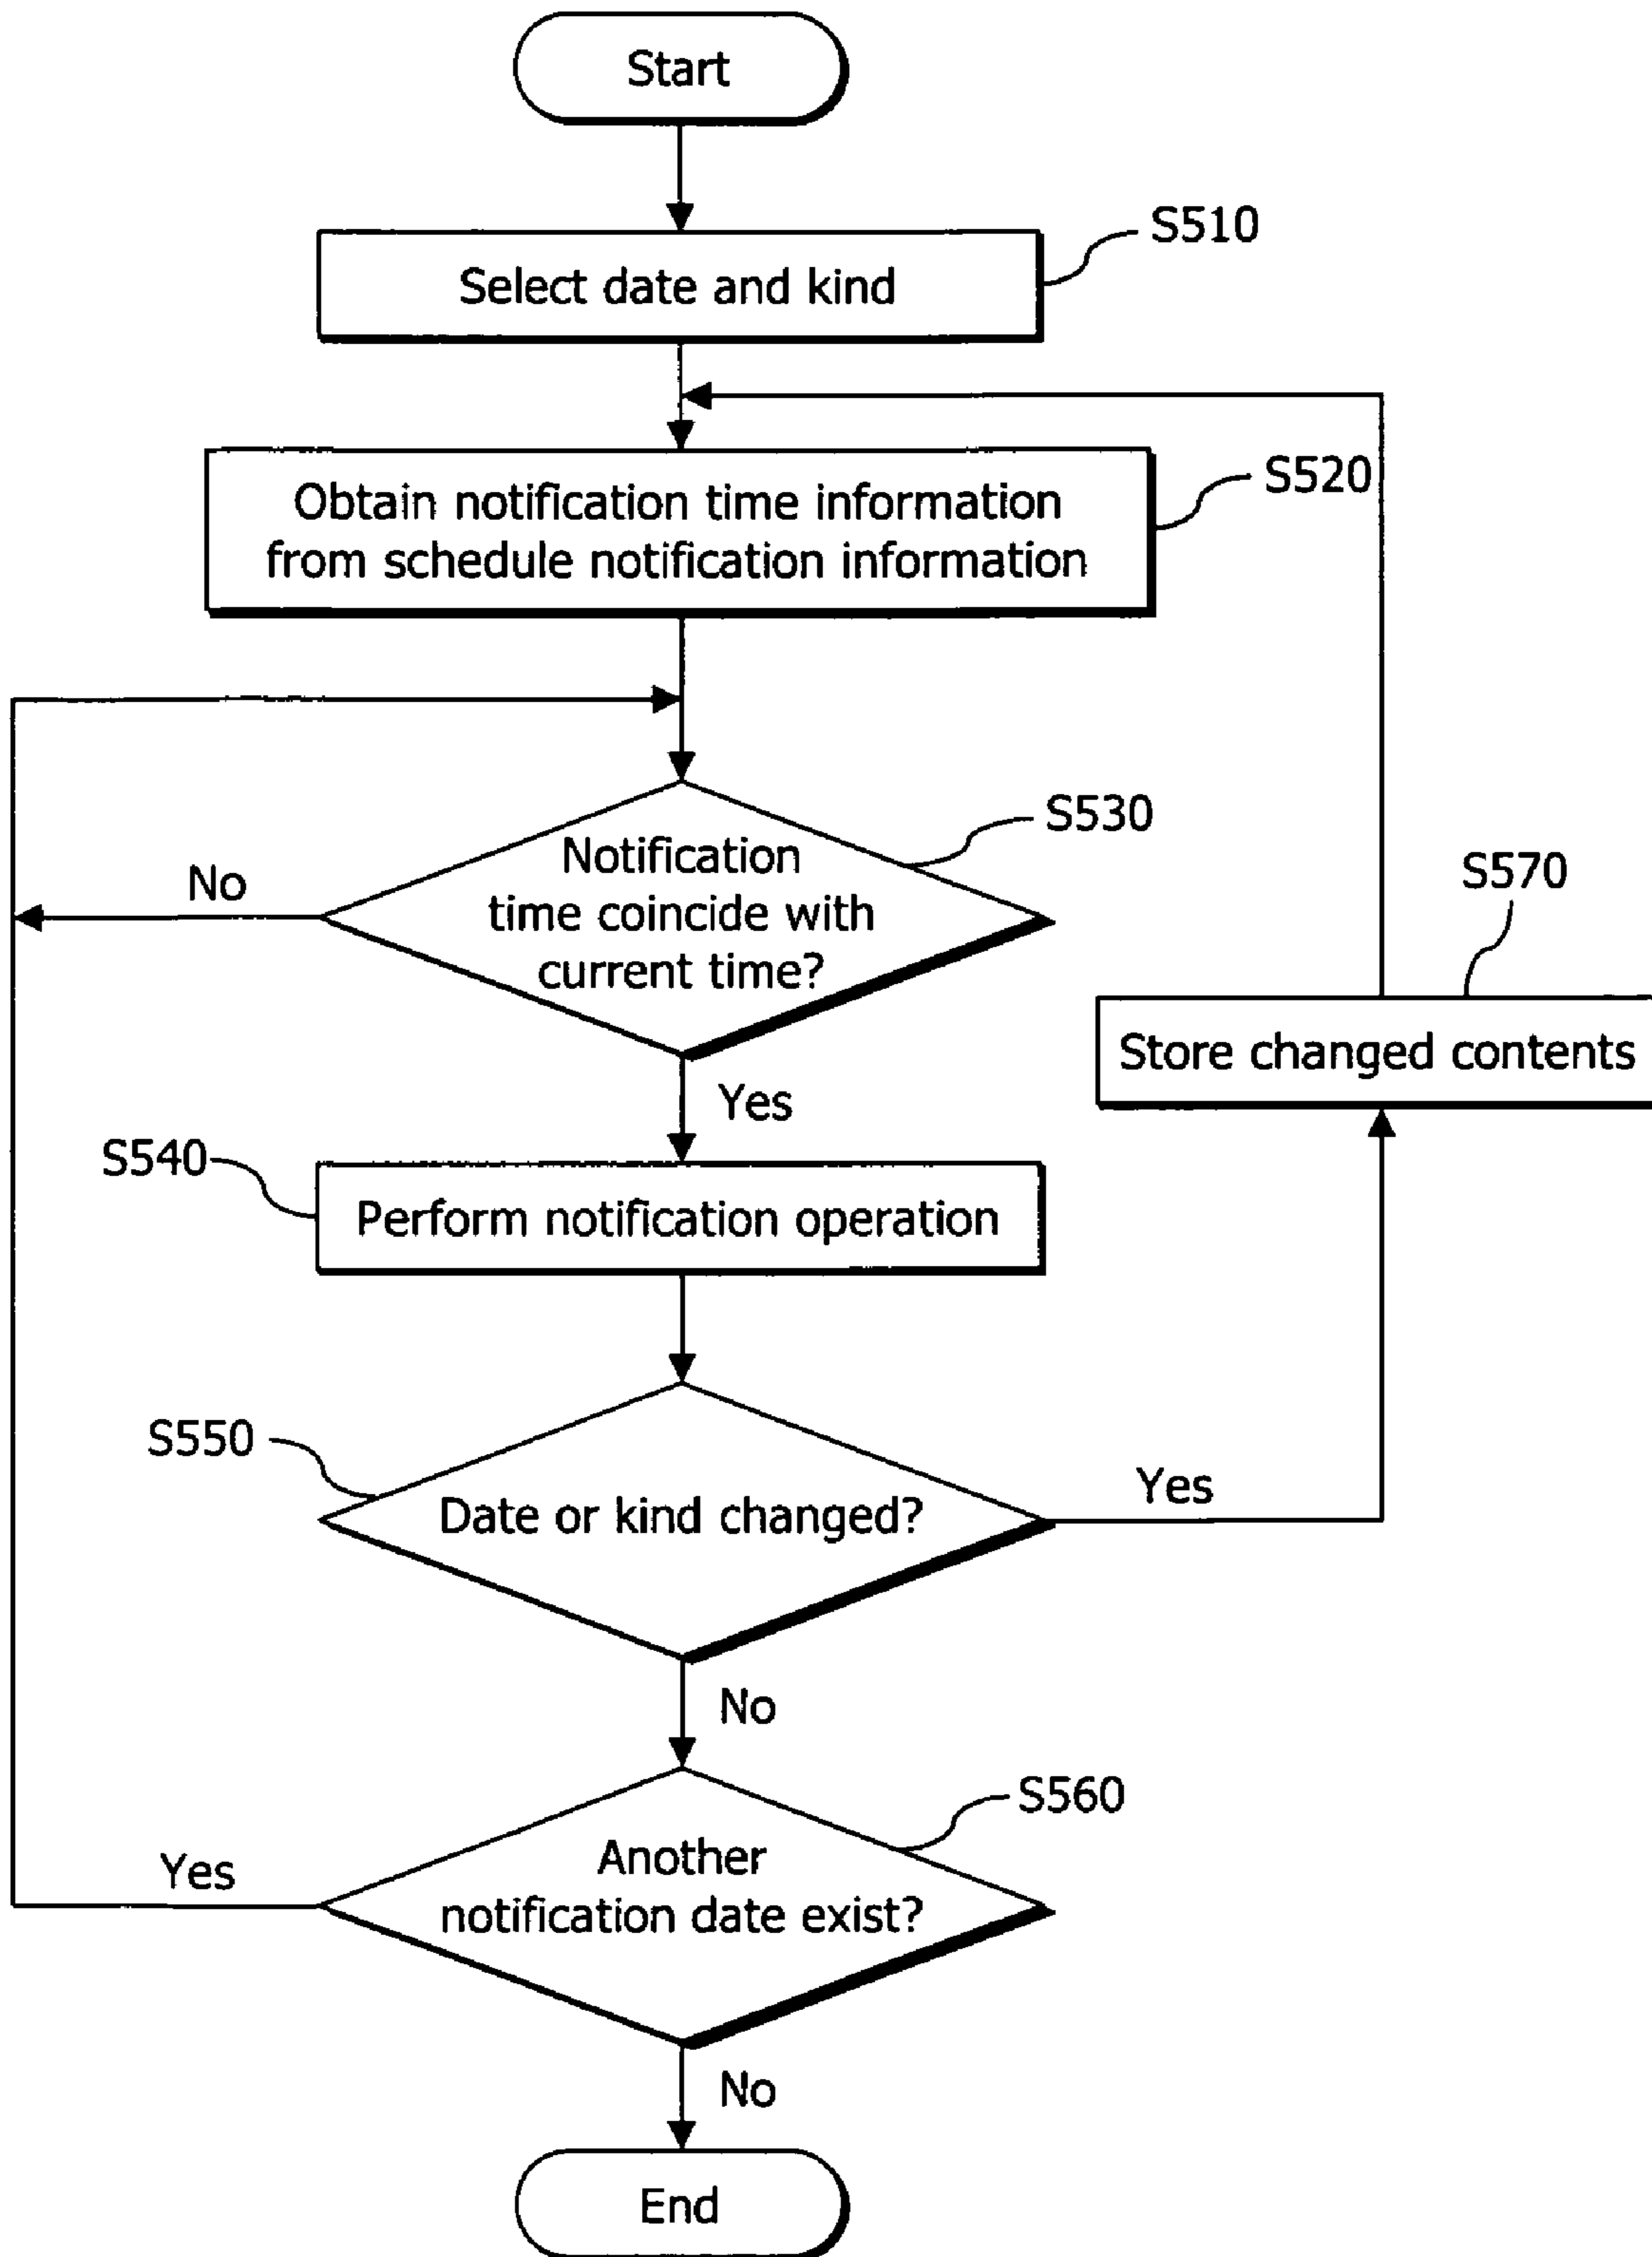 Start
S510
Select date and kind
S520
Obtain notification time information
from schedule notification information
S530
Notification
time coincide with
current time?
No
S570
Store changed contents
Yes
S540
Perform notification operation
S550
Date or kind changed?
Yes
No
S560
Another
notification date exist?
Yes
No
End